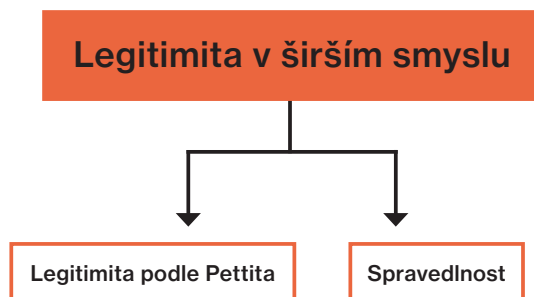 Legitimita v širším smyslu
Legitimita podle Pettita
Spravedlnost